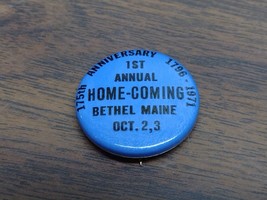 175th ANNIVERSARY 1796-1971
1ST
ANNUAL
HOME-COMING
BETHEL MAINE
OCT. 2,3